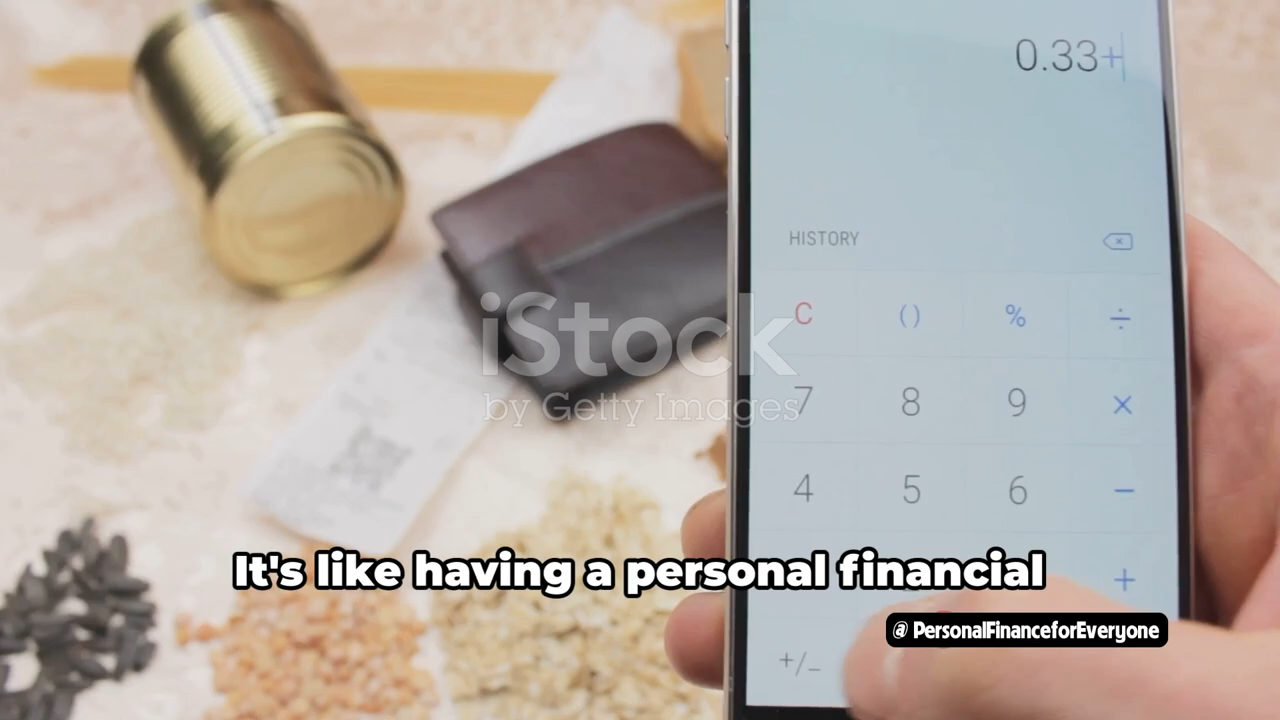 0.33+
HISTORY
C () % ÷
7 8 9 ×
4 5 6 −
+
+/−
iStock
by Getty Images
It's like having a personal financial
@ PersonalFinanceforEveryone